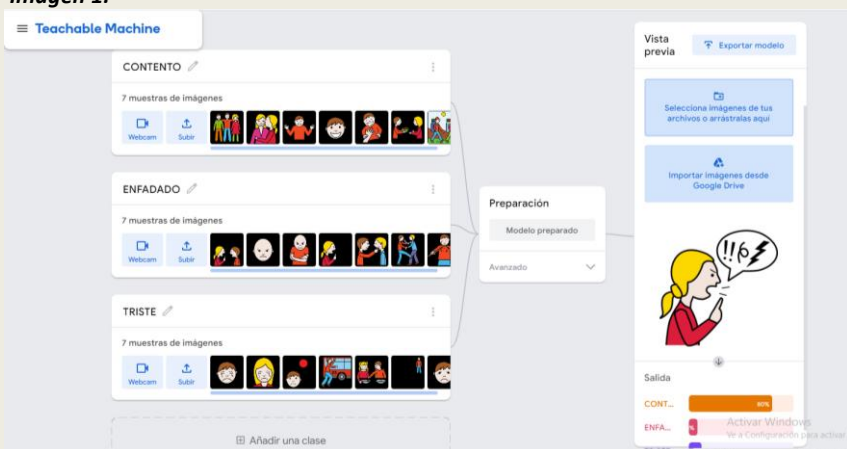 Imagen 1:
Teachable Machine
CONTENTO
7 muestras de imágenes
Webcam
Subir
ENFADADO
7 muestras de imágenes
Webcam
Subir
TRISTE
7 muestras de imágenes
Webcam
Subir
Añadir una clase
Preparación
Modelo preparado
Avanzado
Vista
previa
Exportar modelo
Selecciona imágenes de tus
archivos o arrástralas aquí
Importar imágenes desde
Google Drive
Salida
CONT...
ENFA...
Activar Windows
Ve a Configuración para activar